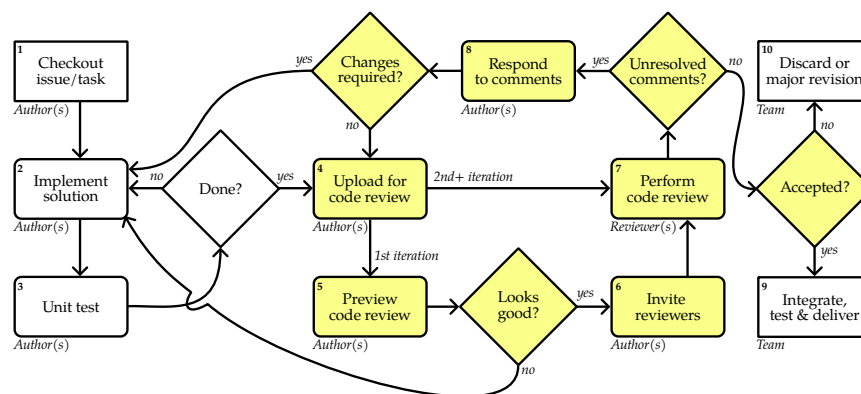 1
Checkout
issue/task
Author(s)
yes
Changes
required?
no
8
Respond
to comments
Author(s)
yes
Unresolved
comments?
no
10
Discard or
major revision
Team
no
2
Implement
solution
Author(s)
no
Done?
yes
4
Upload for
code review
Author(s)
2nd+ iteration
7
Perform
code review
Reviewer(s)
Accepted?
yes
1st iteration
3
Unit test
Author(s)
5
Preview
code review
Author(s)
Looks
good?
yes
no
6
Invite
reviewers
Author(s)
9
Integrate,
test & deliver
Team